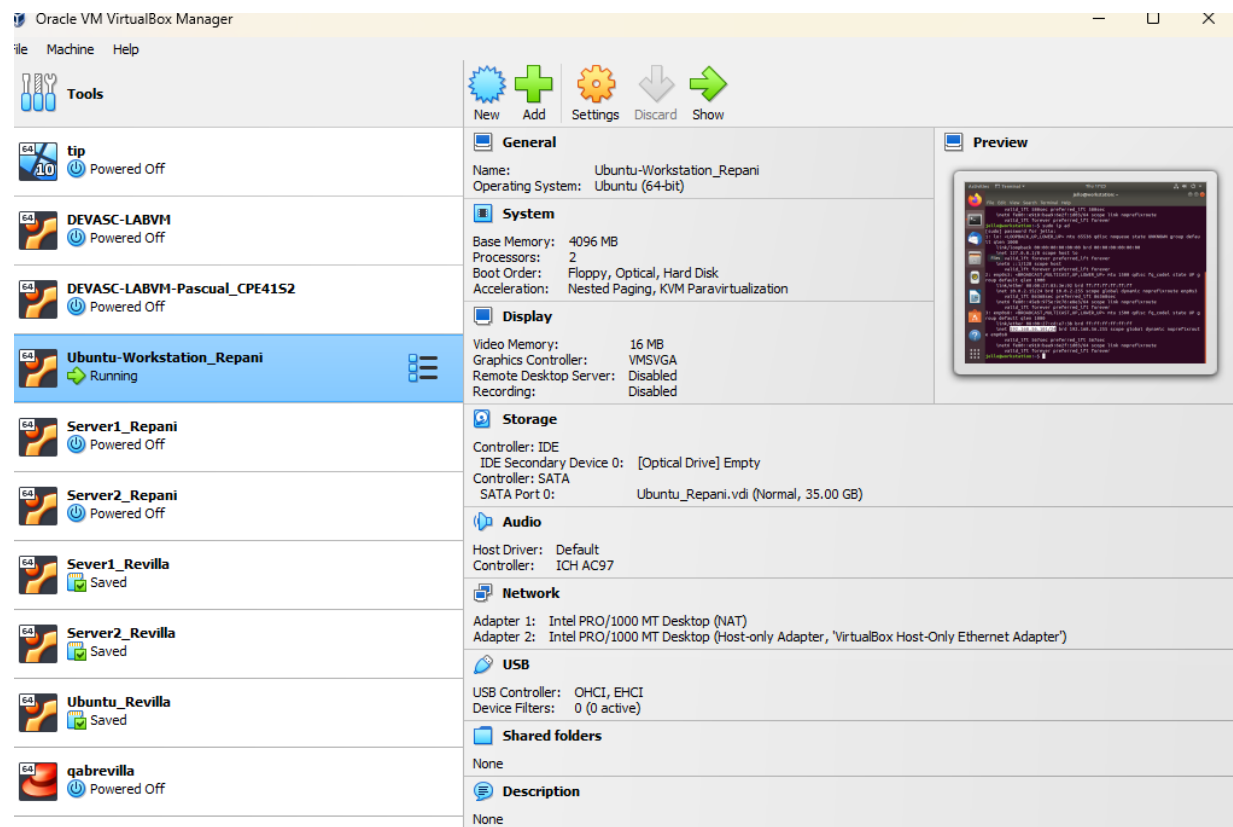 Oracle VM VirtualBox Manager
File Machine Help
Tools
New Add Settings Discard Show
tip
Powered Off
DEVASC-LABVM
Powered Off
DEVASC-LABVM-Pascual_CPE41S2
Powered Off
Ubuntu-Workstation_Repani
Running
Server1_Repani
Powered Off
Server2_Repani
Powered Off
Sever1_Revilla
Saved
Server2_Revilla
Saved
Ubuntu_Revilla
Saved
qabrevilla
Powered Off
General
Name: Ubuntu-Workstation_Repani
Operating System: Ubuntu (64-bit)
System
Base Memory: 4096 MB
Processors: 2
Boot Order: Floppy, Optical, Hard Disk
Acceleration: Nested Paging, KVM Paravirtualization
Display
Video Memory: 16 MB
Graphics Controller: VMSVGA
Remote Desktop Server: Disabled
Recording: Disabled
Preview
Storage
Controller: IDE
IDE Secondary Device 0: [Optical Drive] Empty
Controller: SATA
SATA Port 0: Ubuntu_Repani.vdi (Normal, 35.00 GB)
Audio
Host Driver: Default
Controller: ICH AC97
Network
Adapter 1: Intel PRO/1000 MT Desktop (NAT)
Adapter 2: Intel PRO/1000 MT Desktop (Host-only Adapter, 'VirtualBox Host-Only Ethernet Adapter')
USB
USB Controller: OHCI, EHCI
Device Filters: 0 (0 active)
Shared folders
None
Description
None